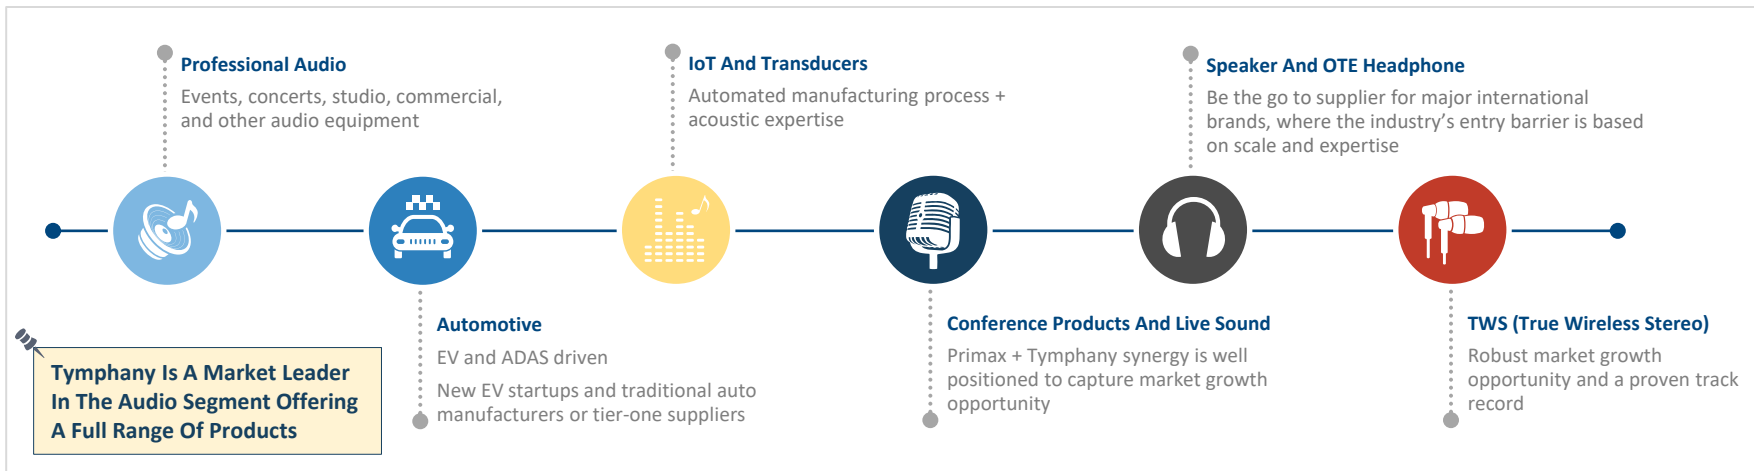 Professional Audio
Events, concerts, studio, commercial,
and other audio equipment
IoT And Transducers
Automated manufacturing process +
acoustic expertise
Speaker And OTE Headphone
Be the go to supplier for major international
brands, where the industry’s entry barrier is based
on scale and expertise
Automotive
EV and ADAS driven
New EV startups and traditional auto
manufacturers or tier-one suppliers
Conference Products And Live Sound
Primax + Tymphany synergy is well
positioned to capture market growth
opportunity
TWS (True Wireless Stereo)
Robust market growth
opportunity and a proven track
record
Tymphany Is A Market Leader
In The Audio Segment Offering
A Full Range Of Products